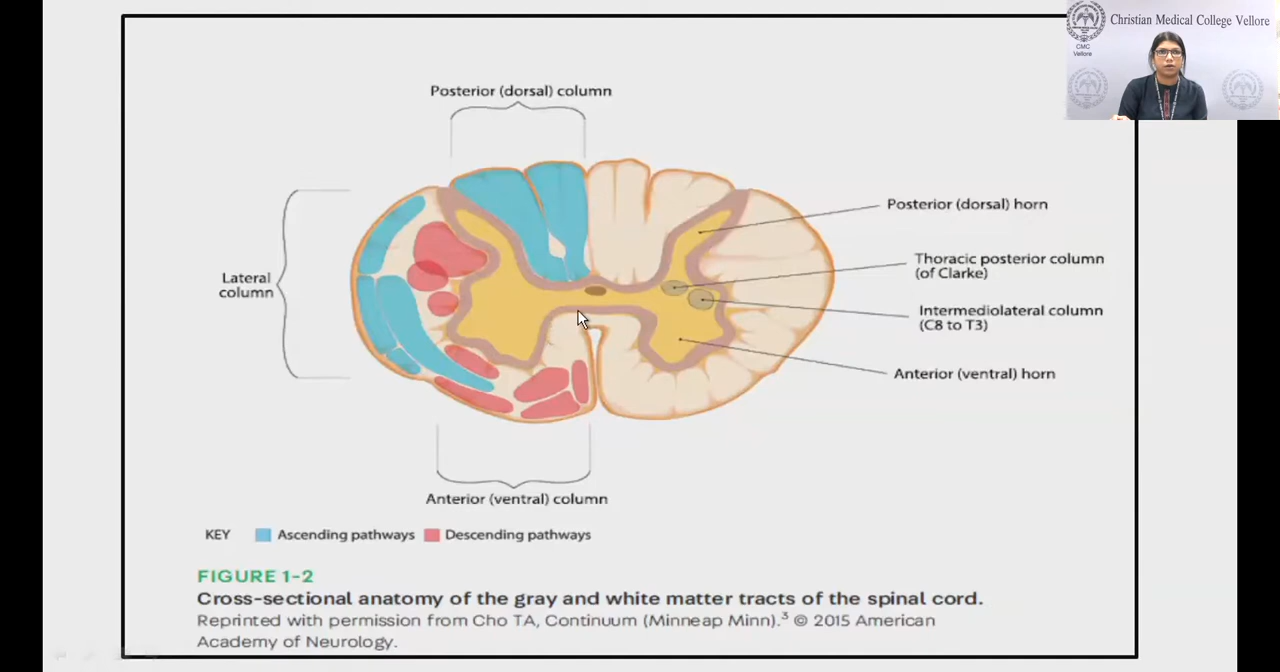 Christian Medical College Vellore
CMC
Vellore
Posterior (dorsal) column
Posterior (dorsal) horn
Thoracic posterior column
(of Clarke)
Lateral
column
Intermediolateral column
(C8 to T3)
Anterior (ventral) horn
Anterior (ventral) column
KEY Ascending pathways Descending pathways
FIGURE 1-2
Cross-sectional anatomy of the gray and white matter tracts of the spinal cord.
Reprinted with permission from Cho TA, Continuum (Minneap Minn).³ © 2015 American
Academy of Neurology.